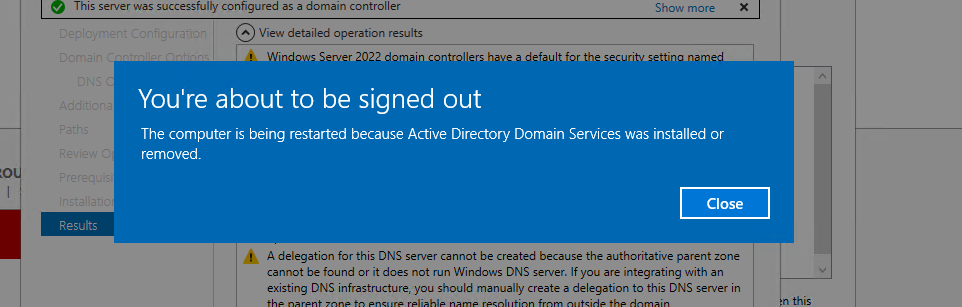 This server was successfully configured as a domain controller
Show more
Deployment Configuration
View detailed operation results
Domain Controller Options
Windows Server 2022 domain controllers have a default for the security setting named
DNS O
Additiona
Paths
Review Op
Prerequisi
Installation
Results
You're about to be signed out
The computer is being restarted because Active Directory Domain Services was installed or
removed.
Close
ROU
A delegation for this DNS server cannot be created because the authoritative parent zone
cannot be found or it does not run Windows DNS server. If you are integrating with an
existing DNS infrastructure, you should manually create a delegation to this DNS server in
the parent zone to ensure reliable name resolution from outside the domain
en this